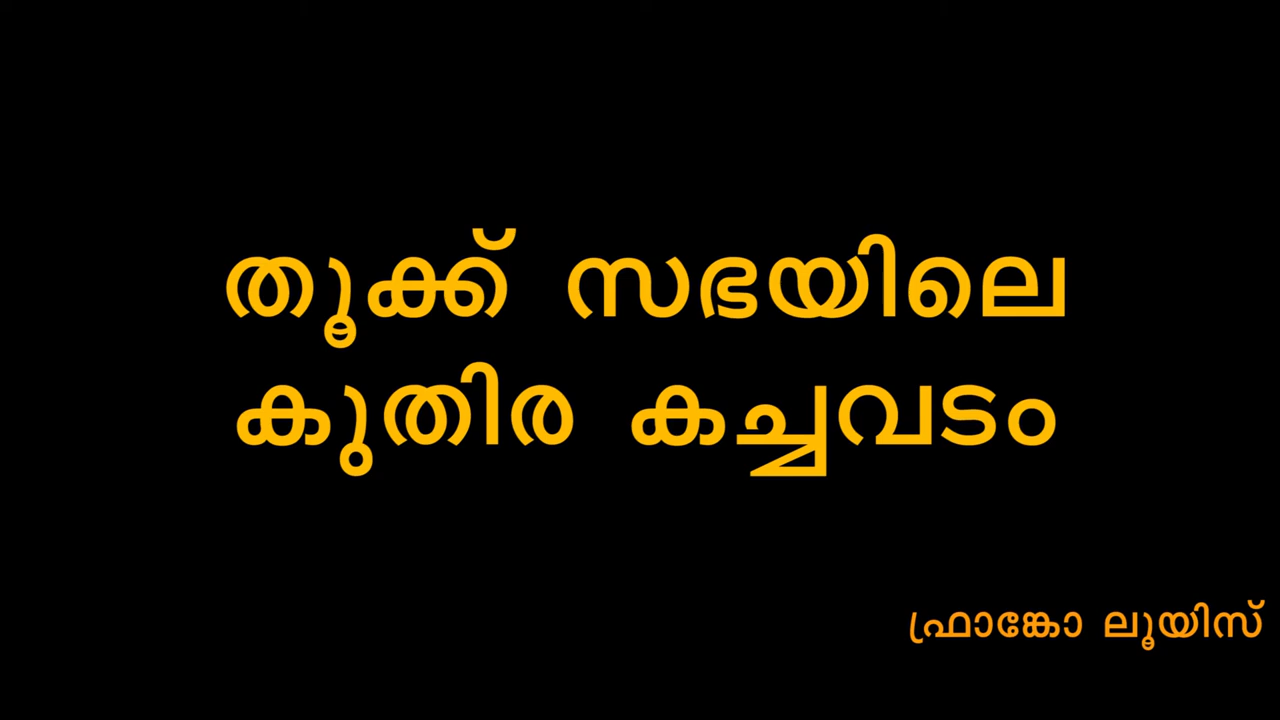 തൂക്ക് സഭയിലെ
കുതിര കച്ചവടം
ഫ്രാങ്കോ ലൂയിസ്